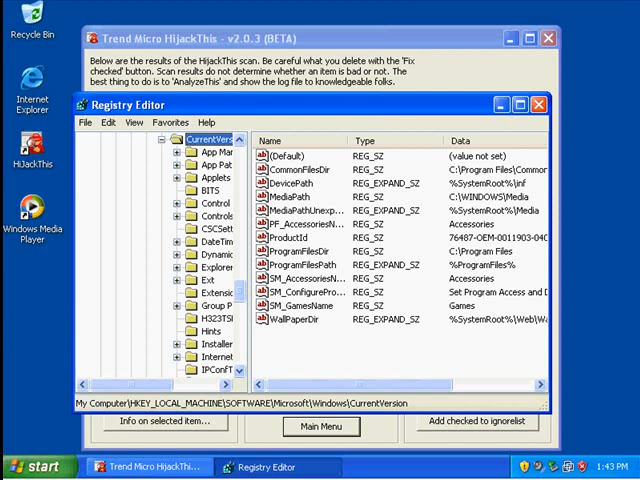 Recycle Bin
Internet
Explorer
HiJackThis
Windows Media
Player
Trend Micro HijackThis - v2.0.3 (BETA)
Below are the results of the HijackThis scan. Be careful what you delete with the 'Fix
checked' button. Scan results do not determine whether an item is bad or not. The
best thing to do is 'AnalyzeThis' and show the log file to knowledgeable folks.
Registry Editor
File Edit View Favorites Help
CurrentVers
App Man
App Pat
Applets
BITS
Control
Controls
CSCSett
DateTim
Dynamic
Explorer
Ext
Extensio
Group P
H323TS
Hints
Installer
Internet
IPConfT
Name Type Data
(Default) REG_SZ (value not set)
CommonFilesDir REG_SZ C:\Program Files\Common
DevicePath REG_EXPAND_SZ %SystemRoot%\inf
MediaPath REG_SZ C:\WINDOWS\Media
MediaPathUnexp... REG_EXPAND_SZ %SystemRoot%\Media
PF_AccessoriesN... REG_SZ Accessories
ProductId REG_SZ 76487-OEM-0011903-040
ProgramFilesDir REG_SZ C:\Program Files
ProgramFilesPath REG_EXPAND_SZ %ProgramFiles%
SM_AccessoriesN... REG_SZ Accessories
SM_ConfigurePro... REG_SZ Set Program Access and D
SM_GamesName REG_SZ Games
WallPaperDir REG_EXPAND_SZ %SystemRoot%\Web\Wa
My Computer\HKEY_LOCAL_MACHINE\SOFTWARE\Microsoft\Windows\CurrentVersion
Info on selected item... Main Menu Add checked to ignorelist
start Trend Micro HijackThi... Registry Editor 1:43 PM